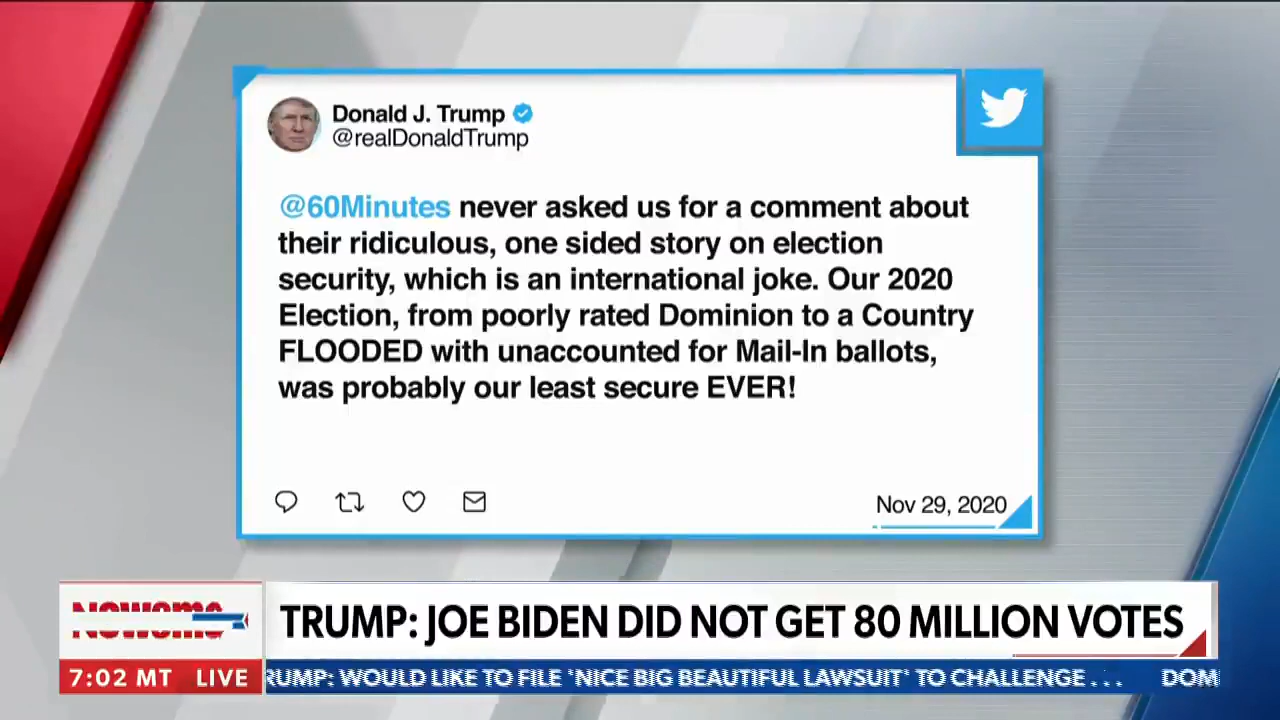 Donald J. Trump
@realDonaldTrump
@60Minutes never asked us for a comment about
their ridiculous, one sided story on election
security, which is an international joke. Our 2020
Election, from poorly rated Dominion to a Country
FLOODED with unaccounted for Mail-In ballots,
was probably our least secure EVER!
Nov 29, 2020
TRUMP: JOE BIDEN DID NOT GET 80 MILLION VOTES
7:02 MT LIVE
RUMP: WOULD LIKE TO FILE 'NICE BIG BEAUTIFUL LAWSUIT' TO CHALLENGE . . . DOM